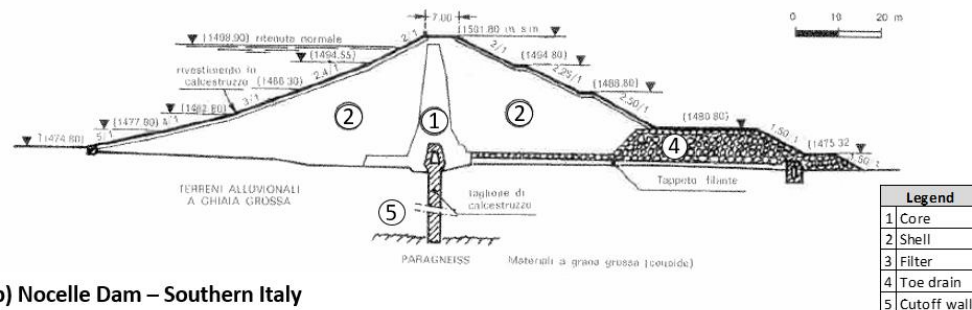 7.00
0 10 20 m
(1498.90) ritenuta normale
2/1
(1501.80 in sin
2/1
(1494.80)
(1494.55)
2.4/1
2.25/1
(1488.80)
rivestimento in
calcestruzzo
(1486.30)
3/1
2.50/1
(1482.80)
(1480.80)
(1477.80) 4/1
5/1
(1474.80)
1.50/1
(1475.32
1.50/1
2
1
2
4
TERRENI ALLUVIONALI
A GHIAIA GROSSA
taglione di
calcestruzzo
Tappeto filtrante
5
PARAGNEISS
Materiali a grana grossa
b) Nocelle Dam – Southern Italy
Legend
1 Core
2 Shell
3 Filter
4 Toe drain
5 Cutoff wall